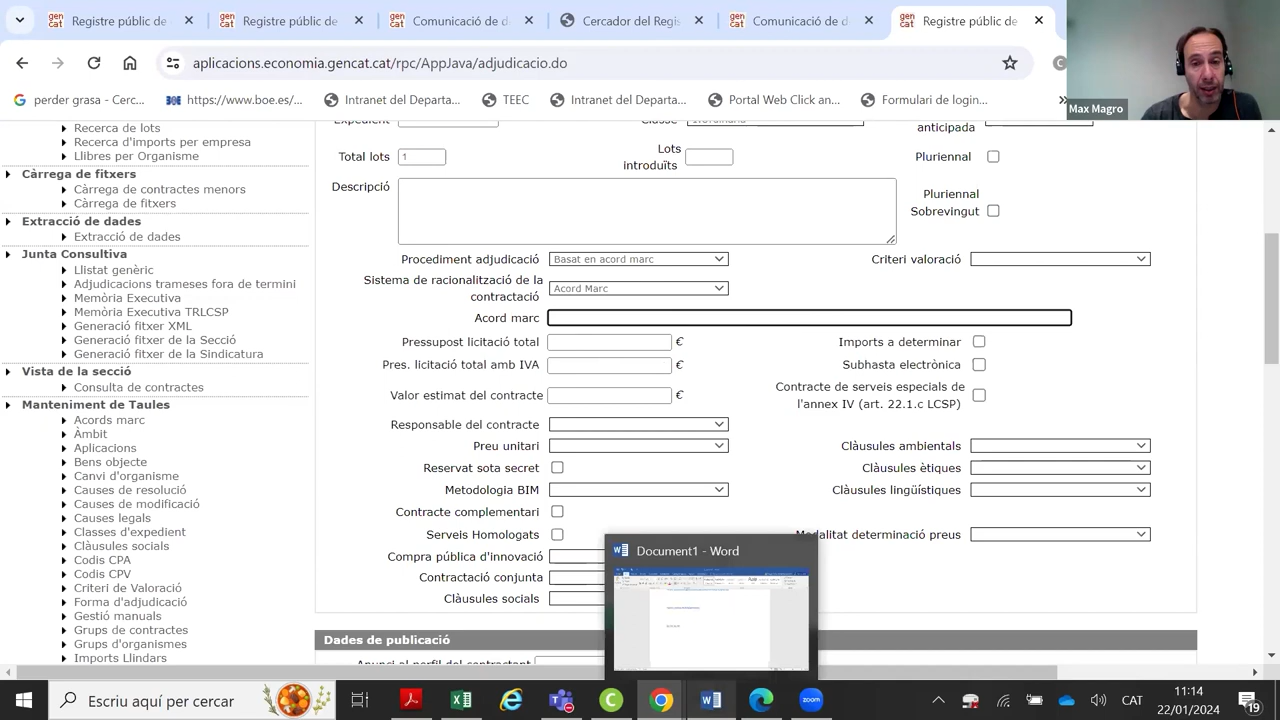 Registre públic de
Registre públic de
Comunicació de d
Cercador del Regis
Comunicació de d
Registre públic de
aplicacions.economia.gencat.cat/rpc/AppJava/adjudicacio.do
perder grasa - Cerc...
https://www.boe.es/...
Intranet del Departa...
TEEC
Intranet del Departa...
Portal Web Click an...
Formulari de login...
Max Magro
Recerca de lots
Recerca d'imports per empresa
Llibres per Organisme
Càrrega de fitxers
Càrrega de contractes menors
Càrrega de fitxers
Extracció de dades
Extracció de dades
Junta Consultiva
Llistat genèric
Adjudicacions trameses fora de termini
Memòria Executiva
Memòria Executiva TRLCSP
Generació fitxer XML
Generació fitxer de la Secció
Generació fitxer de la Sindicatura
Vista de la secció
Consulta de contractes
Manteniment de Taules
Acords marc
Àmbit
Aplicacions
Bens objecte
Canvi d'organisme
Causes de resolució
Causes de modificació
Causes legals
Classes d'expedient
Clàusules socials
Codis CPA
Codis CPV
Criteri de Valoració
Forma d'adjudicació
Gestió manuals
Grups de contractes
Grups d'organismes
Imports Llindars
Expedient
Classe
anticipada
Total lots 1
Lots introduïts
Pluriennal
Descripció
Pluriennal Sobrevingut
Procediment adjudicació Basat en acord marc
Criteri valoració
Sistema de racionalització de la
contractació Acord Marc
Acord marc
Pressupost licitació total €
Imports a determinar
Pres. licitació total amb IVA €
Subhasta electrònica
Valor estimat del contracte €
Contracte de serveis especials de
l'annex IV (art. 22.1.c LCSP)
Responsable del contracte
Preu unitari
Clàusules ambientals
Reservat sota secret
Clàusules ètiques
Metodologia BIM
Clàusules lingüístiques
Contracte complementari
Serveis Homologats
Modalitat determinació preus
Compra pública d'innovació
Contractació conjunta
Clàusules socials
Document1 - Word
Dades de publicació
Anunci al perfil del contractant
Escriu aquí per cercar
CAT
11:14
22/01/2024
19